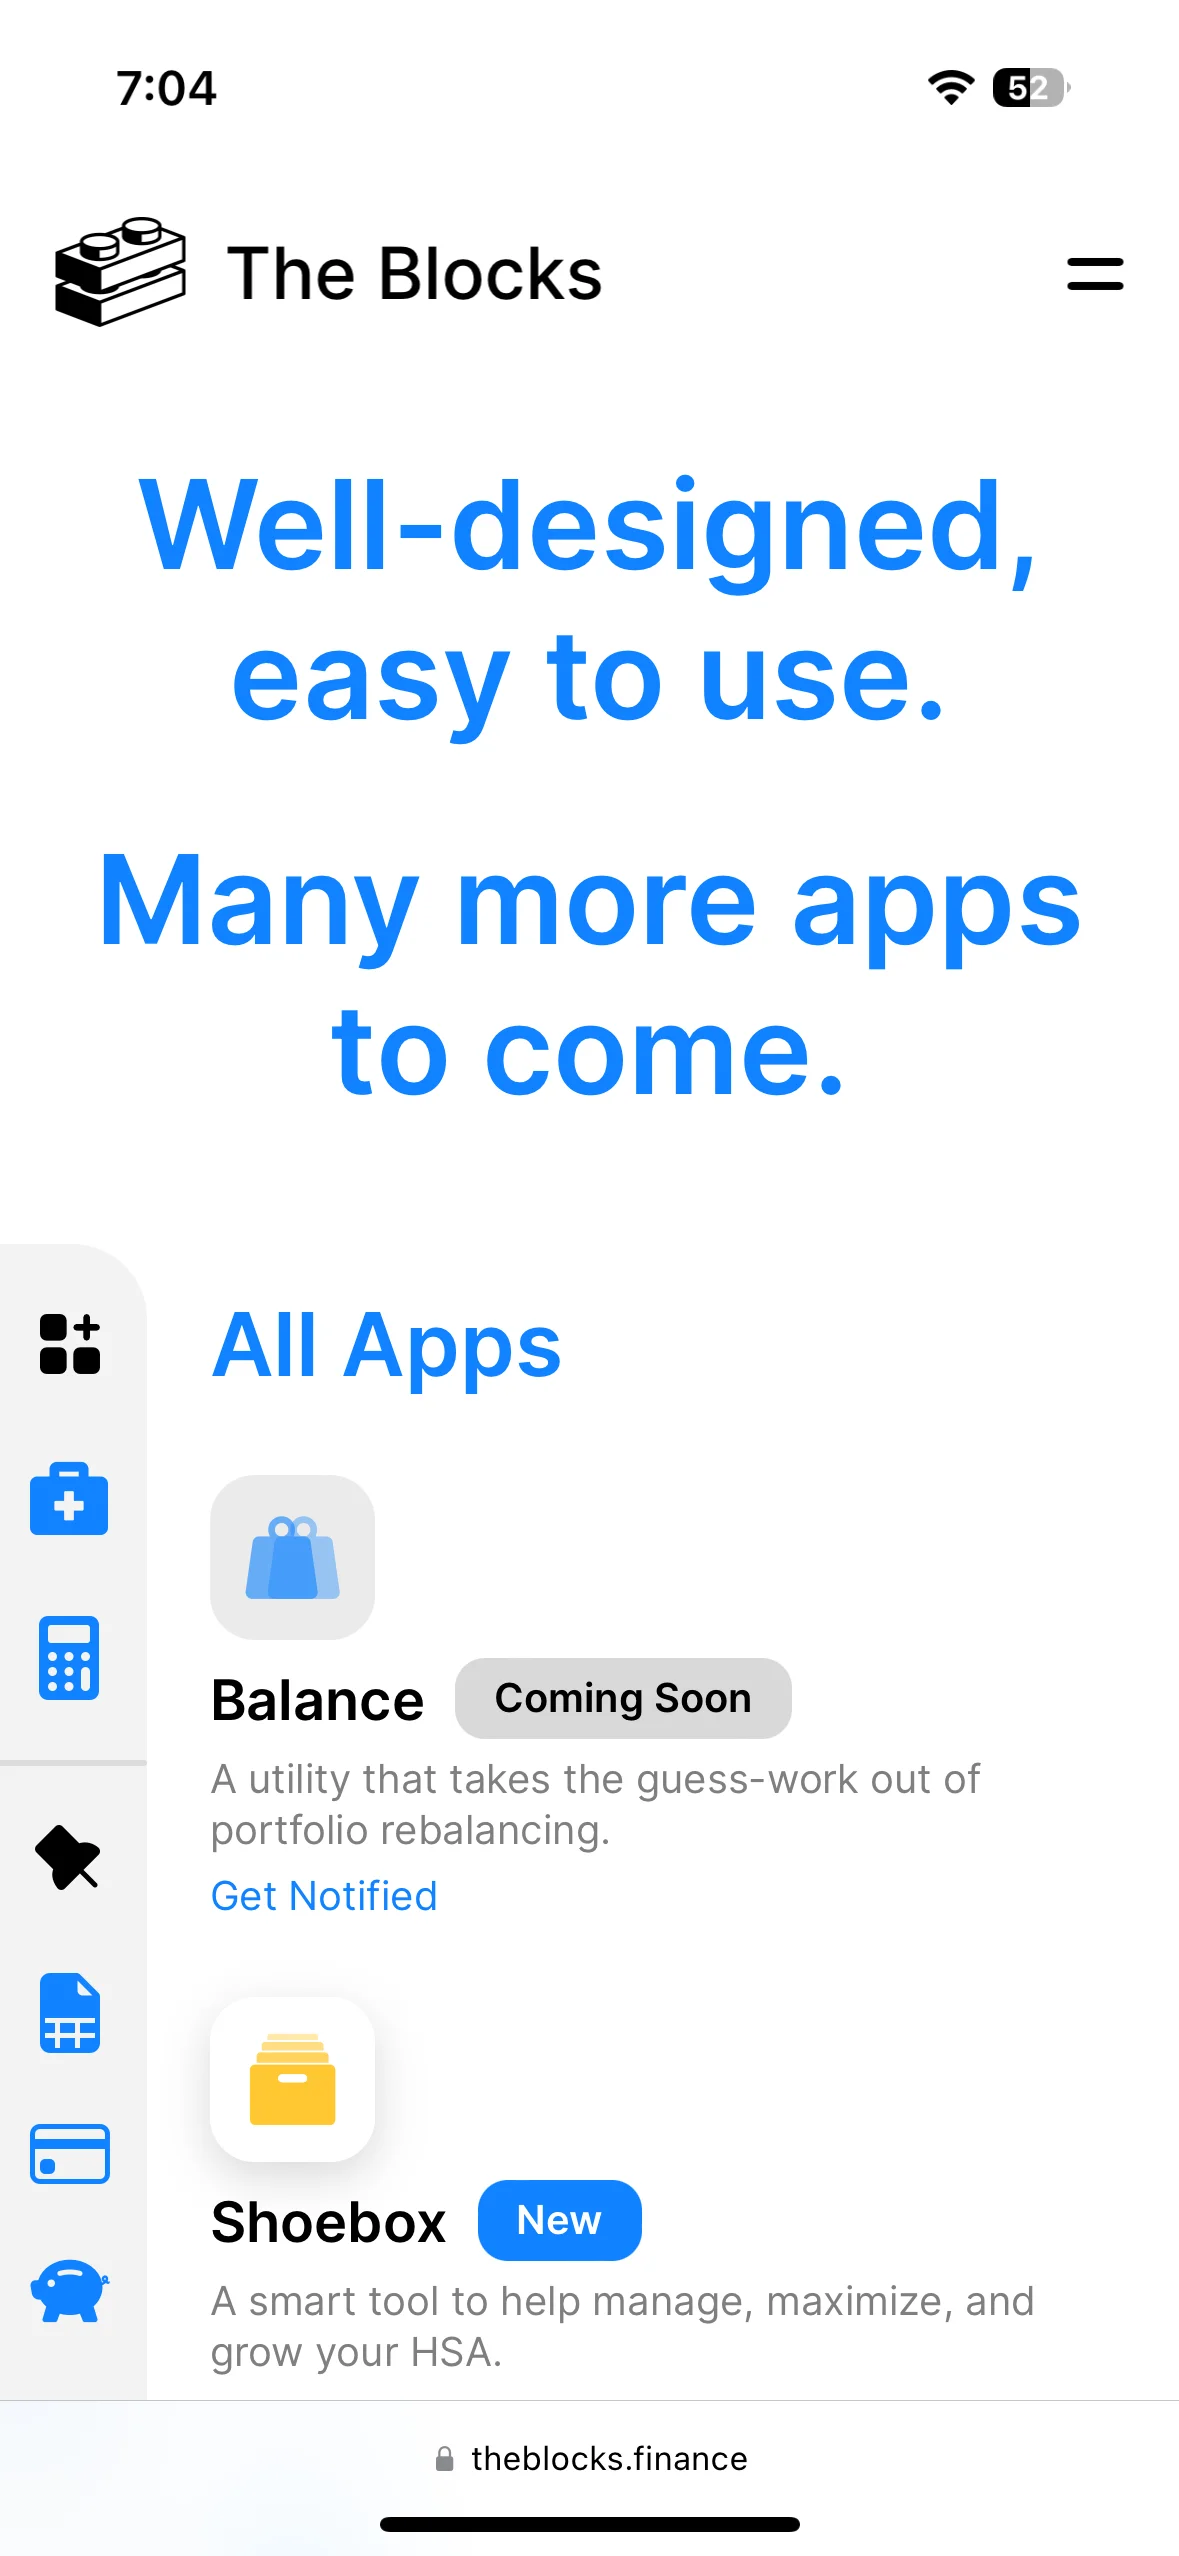 7:04
52
The Blocks
Well-designed,
easy to use.
Many more apps
to come.
All Apps
Balance
Coming Soon
A utility that takes the guess-work out of
portfolio rebalancing.
Get Notified
Shoebox
New
A smart tool to help manage, maximize, and
grow your HSA.
theblocks.finance